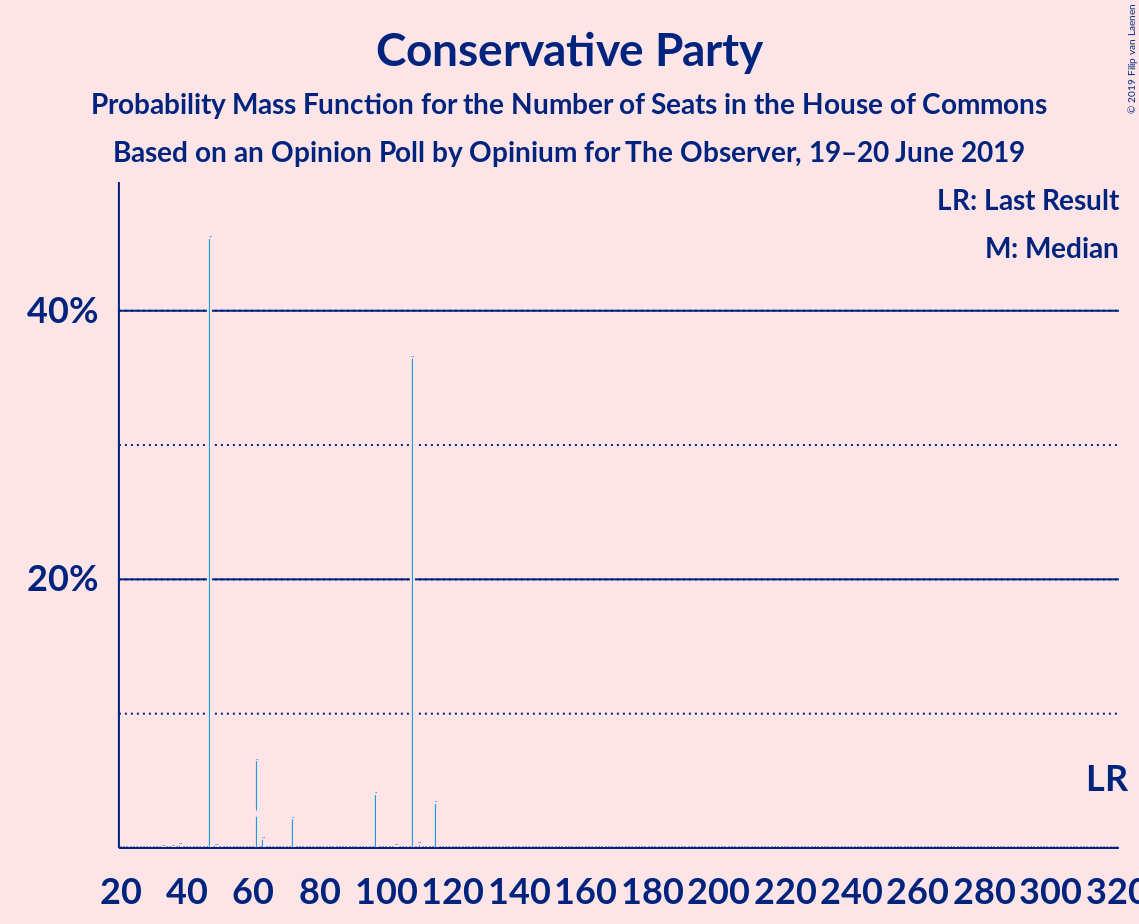 Conservative Party
Probability Mass Function for the Number of Seats in the House of Commons
Based on an Opinion Poll by Opinium for The Observer, 19–20 June 2019
© 2019 Filip van Laenen
LR: Last Result
M: Median
40%
20%
LR
20 40 60 80 100 120 140 160 180 200 220 240 260 280 300 320